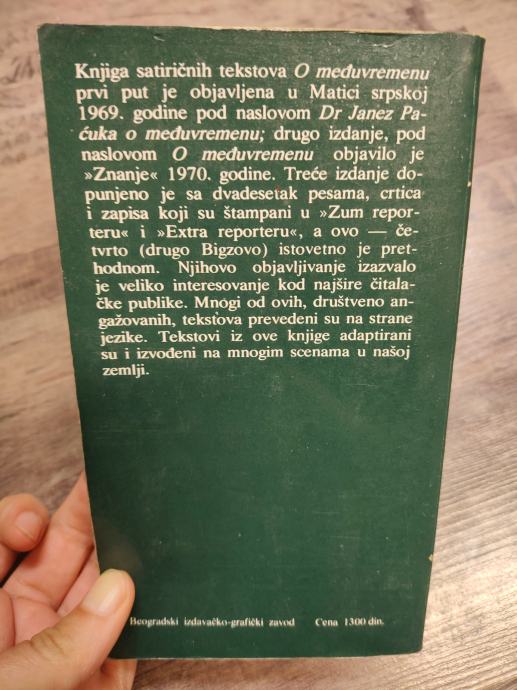 Knjiga satiričnih tekstova O međuvremenu
prvi put je objavljena u Matici srpskoj
1969. godine pod naslovom Dr Janez Pa-
ćuka o međuvremenu; drugo izdanje, pod
naslovom O međuvremenu objavilo je
»Znanje« 1970. godine. Treće izdanje do-
punjeno je sa dvadesetak pesama, crtica
i zapisa koji su štampani u »Zum repor-
teru« i »Extra reporteru«, a ovo — če-
tvrto (drugo Bigzovo) istovetno je pret-
hodnom. Njihovo objavljivanje izazvalo
je veliko interesovanje kod najšire čitala-
čke publike. Mnogi od ovih, društveno an-
gažovanih, tekstova prevedeni su na strane
jezike. Tekstovi iz ove knjige adaptirani
su i izvođeni na mnogim scenama u našoj
zemlji.
Beogradski izdavačko-grafički zavod Cena 1300 din.